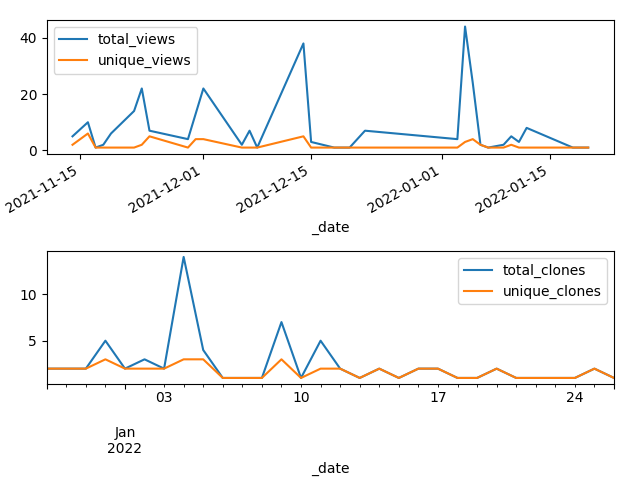 40
20
0
total_views
unique_views
2021-11-15
2021-12-01
2021-12-15
2022-01-01
2022-01-15
_date
10
5
total_clones
unique_clones
03
10
17
24
Jan
2022
_date